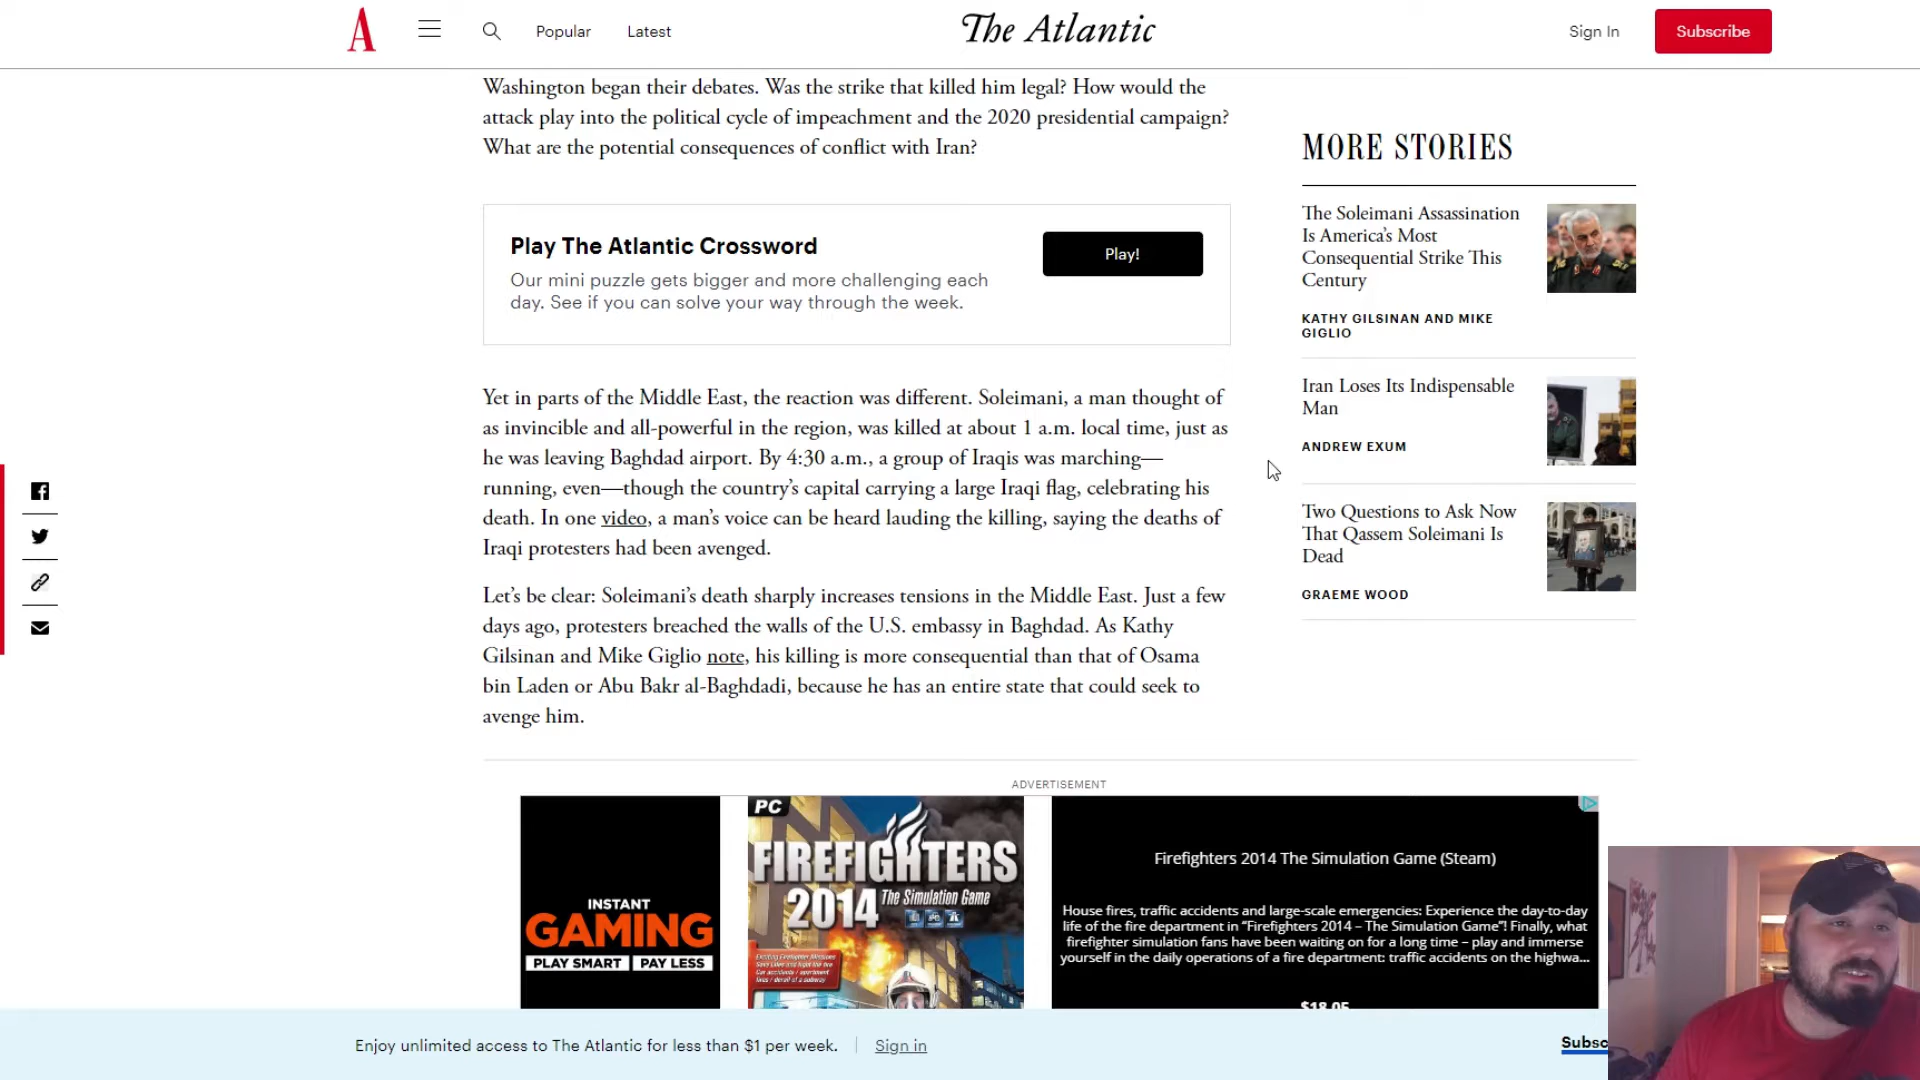 A
Popular
Latest
The Atlantic
Sign In
Subscribe
Washington began their debates. Was the strike that killed him legal? How would the
attack play into the political cycle of impeachment and the 2020 presidential campaign?
What are the potential consequences of conflict with Iran?
Play The Atlantic Crossword
Our mini puzzle gets bigger and more challenging each
day. See if you can solve your way through the week.
Play!
Yet in parts of the Middle East, the reaction was different. Soleimani, a man thought of
as invincible and all-powerful in the region, was killed at about 1 a.m. local time, just as
he was leaving Baghdad airport. By 4:30 a.m., a group of Iraqis was marching—
running, even—though the country's capital carrying a large Iraqi flag, celebrating his
death. In one video, a man's voice can be heard lauding the killing, saying the deaths of
Iraqi protesters had been avenged.
Let's be clear: Soleimani's death sharply increases tensions in the Middle East. Just a few
days ago, protesters breached the walls of the U.S. embassy in Baghdad. As Kathy
Gilsinan and Mike Giglio note, his killing is more consequential than that of Osama
bin Laden or Abu Bakr al-Baghdadi, because he has an entire state that could seek to
avenge him.
MORE STORIES
The Soleimani Assassination
Is America's Most
Consequential Strike This
Century
KATHY GILSINAN AND MIKE
GIGLIO
Iran Loses Its Indispensable
Man
ANDREW EXUM
Two Questions to Ask Now
That Qassem Soleimani Is
Dead
GRAEME WOOD
ADVERTISEMENT
INSTANT
GAMING
PLAY SMART PAY LESS
PC
FIREFIGHTERS
2014 The Simulation Game
Firefighters 2014 The Simulation Game (Steam)
House fires, traffic accidents and large-scale emergencies: Experience the day-to-day
life of the fire department in "Firefighters 2014 – The Simulation Game"! Finally, what
firefighter simulation fans have been waiting on for a long time – play and immerse
yourself in the daily operations of a fire department: traffic accidents on the highwa...
$18.05
Enjoy unlimited access to The Atlantic for less than $1 per week.
Sign in
Subsc